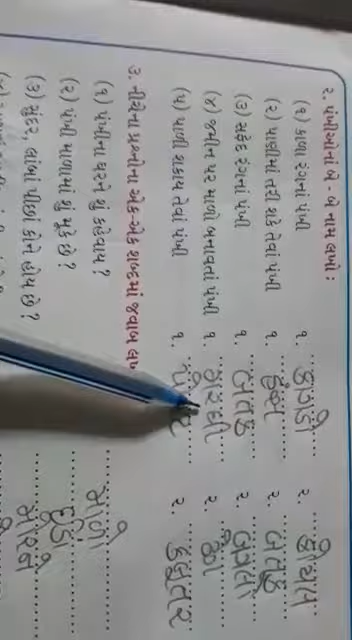 ૨. પંખીઓનાં બે - બે નામ લખો :
(૧) કાળા રંગનાં પંખી ૧. કાગડો ૨. કોયલ
(૨) પાણીમાં તરી શકે તેવાં પંખી ૧. હંસ ૨. બતક
(૩) સફેદ રંગનાં પંખી ૧. બતક ૨. બગલો
(૪) જમીન પર માળો બનાવતાં પંખી ૧. મરઘી ૨.
(૫) પાળી શકાય તેવાં પંખી ૧. ૨. કબૂતર
૩. નીચેના પ્રશ્નોના એક-એક શબ્દમાં જવાબ
(૧) પંખીના ઘરને શું કહેવાય ? માળો
(૨) પંખી માળામાં શું મૂકે છે ? ઈંડાં
(૩) સુંદર, લાંબાં પીંછાં કોને હોય છે ? મોરને